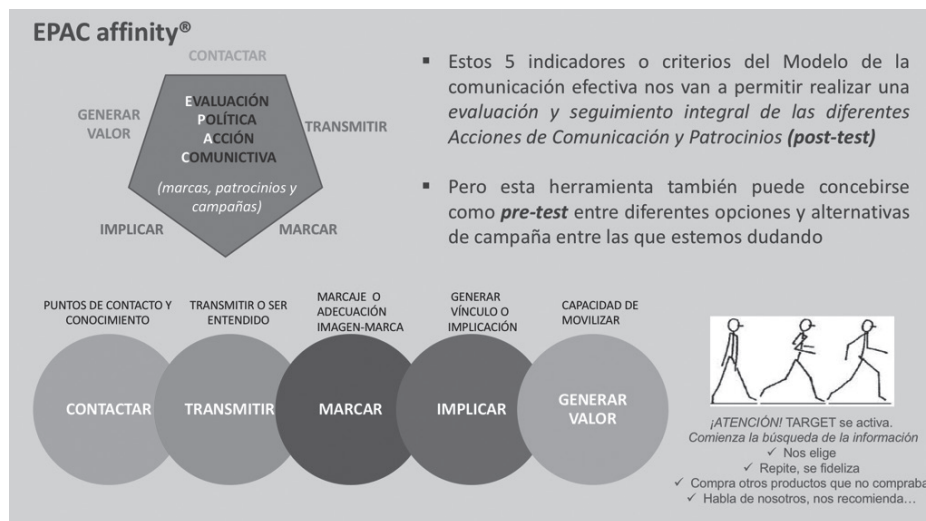 EPAC affinity®
CONTACTAR
GENERAR
VALOR
TRANSMITIR
EVALUACIÓN
POLÍTICA
ACCIÓN
COMUNICTIVA
(marcas, patrocinios y
campañas)
IMPLICAR
MARCAR
▪ Estos 5 indicadores o criterios del Modelo de la
comunicación efectiva nos van a permitir realizar una
evaluación y seguimiento integral de las diferentes
Acciones de Comunicación y Patrocinios (post-test)
▪ Pero esta herramienta también puede concebirse
como pre-test entre diferentes opciones y alternativas
de campaña entre las que estemos dudando
PUNTOS DE CONTACTO Y
CONOCIMIENTO
TRANSMITIR O SER
ENTENDIDO
MARCAJE O
ADECUACIÓN
IMAGEN-MARCA
GENERAR
VÍNCULO O
IMPLICACIÓN
CAPACIDAD DE
MOVILIZAR
CONTACTAR
TRANSMITIR
MARCAR
IMPLICAR
GENERAR
VALOR
¡ATENCIÓN! TARGET se activa.
Comienza la búsqueda de la información
✓ Nos elige
✓ Repite, se fideliza
✓ Compra otros productos que no compraba
✓ Habla de nosotros, nos recomienda…